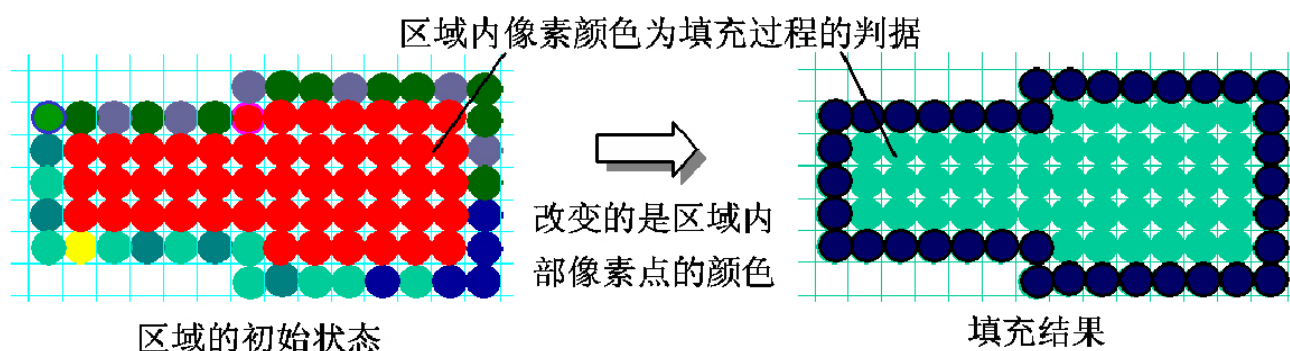 区域内像素颜色为填充过程的判据
改变的是区域内
部像素点的颜色
区域的初始状态
填充结果